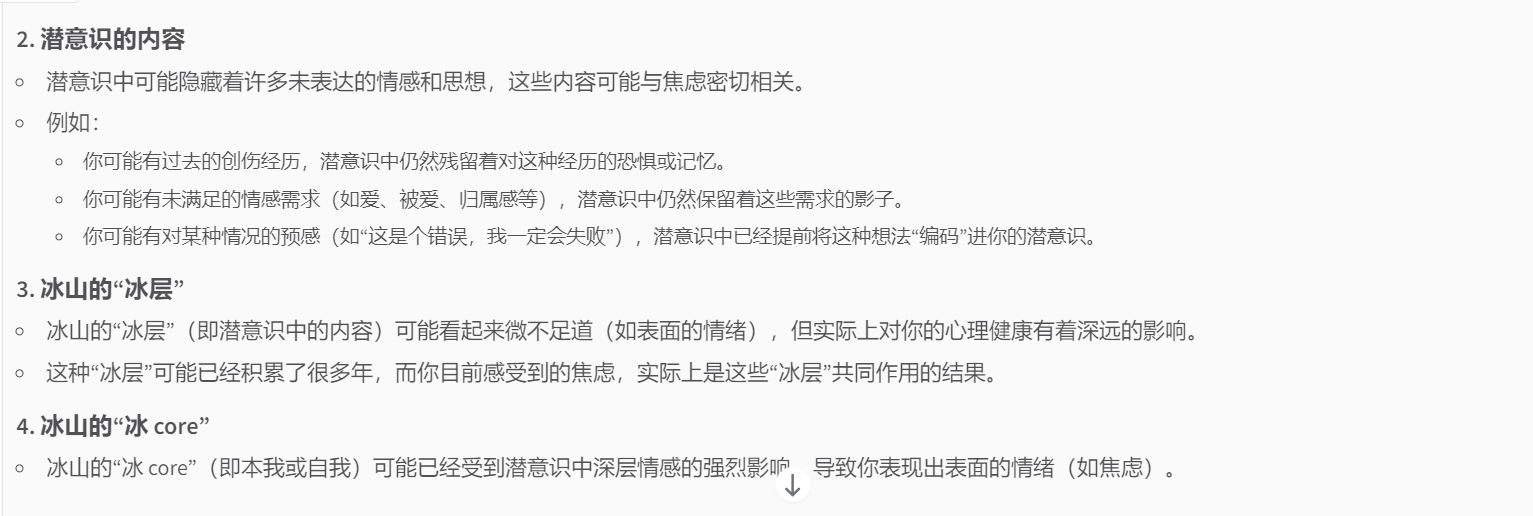 2. 潜意识的内容
潜意识中可能隐藏着许多未表达的情感和思想，这些内容可能与焦虑密切相关。
例如：
你可能有过去的创伤经历，潜意识中仍然残留着对这种经历的恐惧或记忆。
你可能有未满足的情感需求（如爱、被爱、归属感等），潜意识中仍然保留着这些需求的影子。
你可能有对某种情况的预感（如“这是个错误，我一定会失败”），潜意识中已经提前将这种想法“编码”进你的潜意识。
3. 冰山的“冰层”
冰山的“冰层”（即潜意识中的内容）可能看起来微不足道（如表面的情绪），但实际上对你的心理健康有着深远的影响。
这种“冰层”可能已经积累了很多年，而你目前感受到的焦虑，实际上是这些“冰层”共同作用的结果。
4. 冰山的“冰 core”
冰山的“冰 core”（即本我或自我）可能已经受到潜意识中深层情感的强烈影响，导致你表现出表面的情绪（如焦虑）。